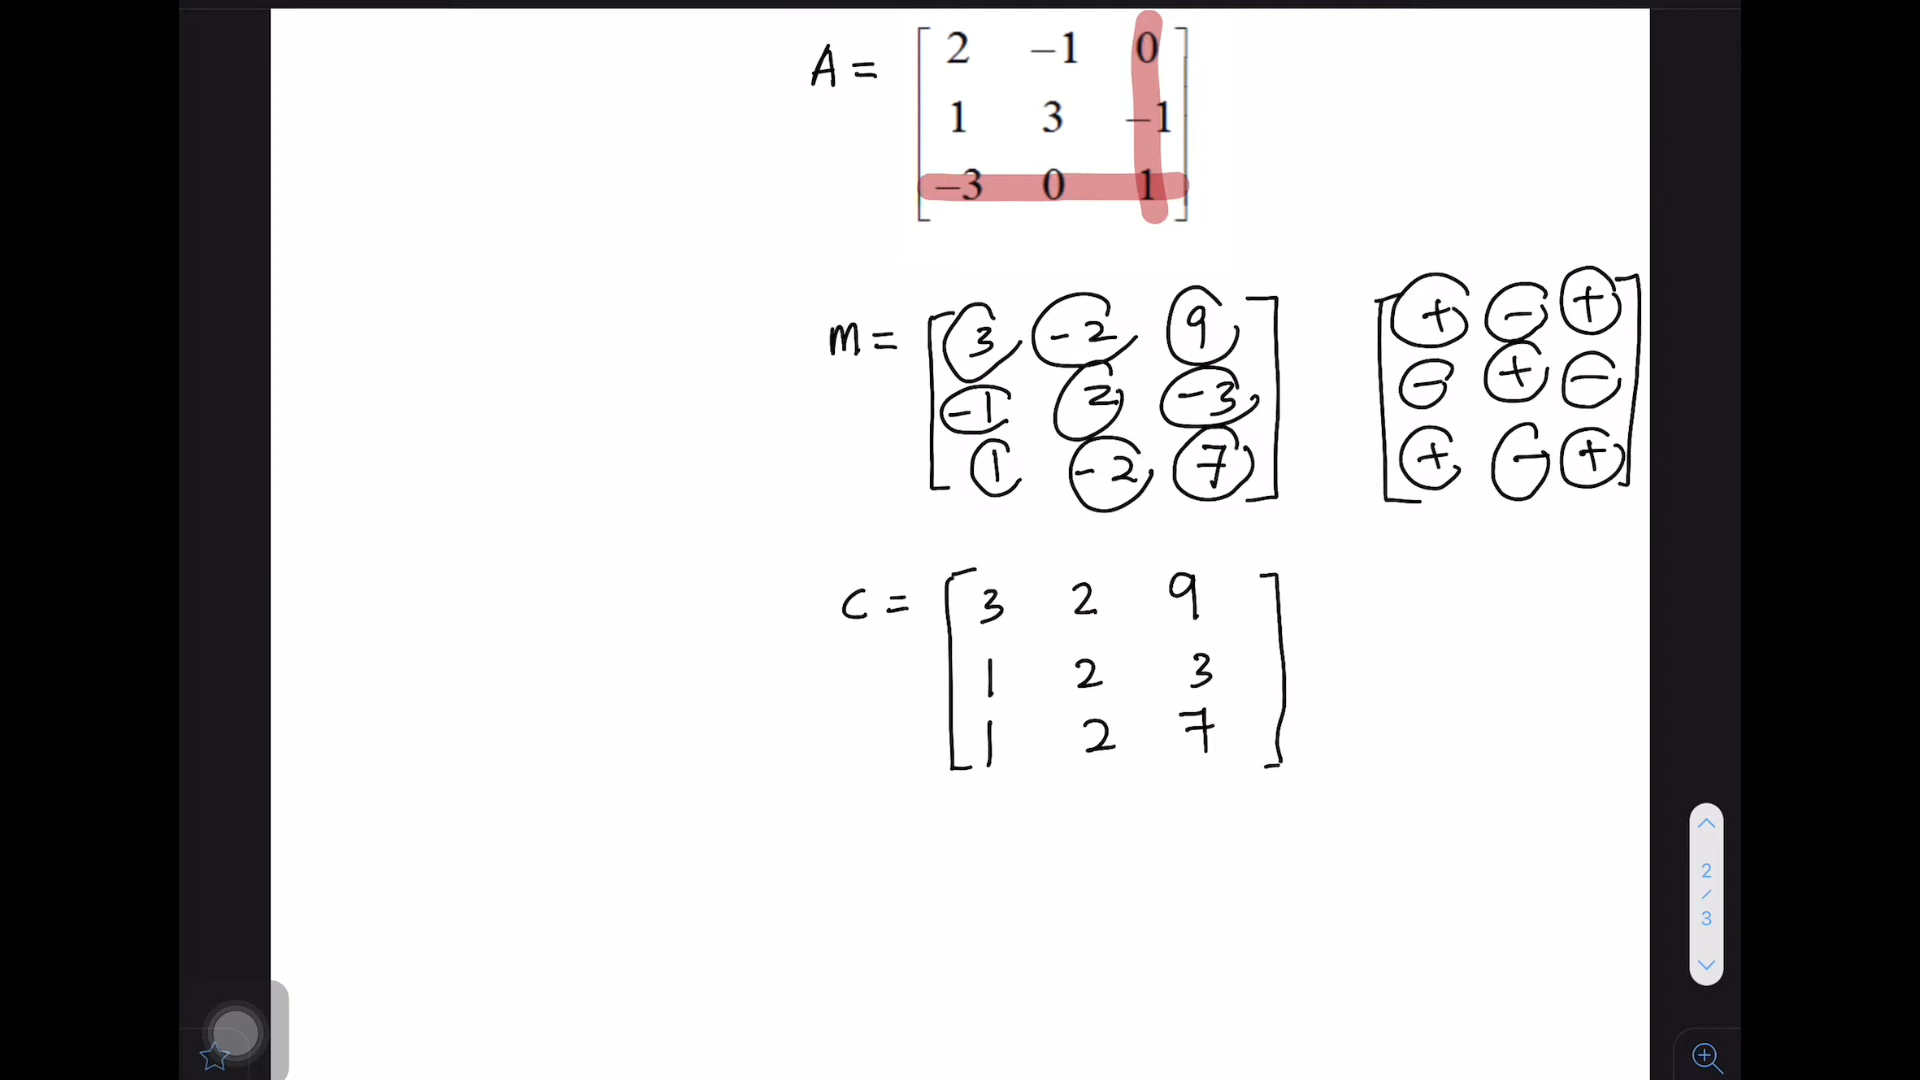 A =
2 −1 0
1 3 −1
−3 0 1
m =
3 -2 9
-1 2 -3
1 -2 7
+ - +
- + -
+ - +
C =
3 2 9
1 2 3
1 2 7
2
/
3